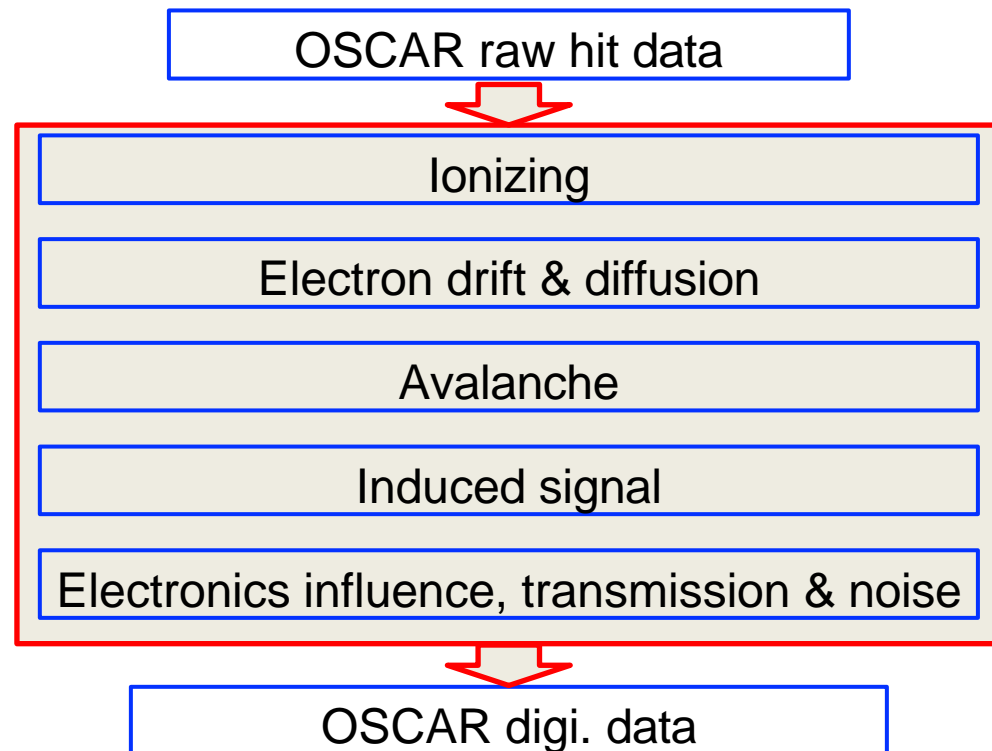 OSCAR raw hit data
Ionizing
Electron drift & diffusion
Avalanche
Induced signal
Electronics influence, transmission & noise
OSCAR digi. data